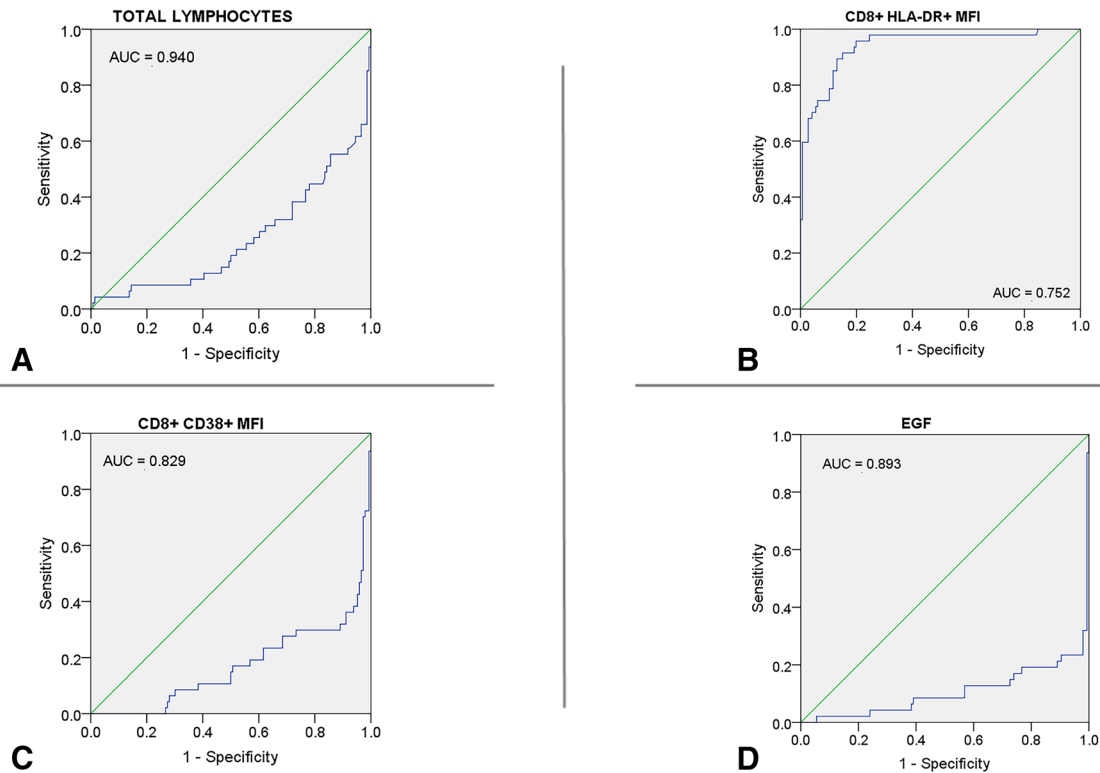 TOTAL LYMPHOCYTES
AUC = 0.940
1.0
0.8
0.6
0.4
0.2
0.0
Sensitivity
0.0 0.2 0.4 0.6 0.8 1.0
1 - Specificity
A
CD8+ HLA-DR+ MFI
1.0
0.8
0.6
0.4
0.2
0.0
Sensitivity
AUC = 0.752
0.0 0.2 0.4 0.6 0.8 1.0
1 - Specificity
B
CD8+ CD38+ MFI
AUC = 0.829
1.0
0.8
0.6
0.4
0.2
0.0
Sensitivity
0.0 0.2 0.4 0.6 0.8 1.0
1 - Specificity
C
EGF
AUC = 0.893
1.0
0.8
0.6
0.4
0.2
0.0
Sensitivity
0.0 0.2 0.4 0.6 0.8 1.0
1 - Specificity
D